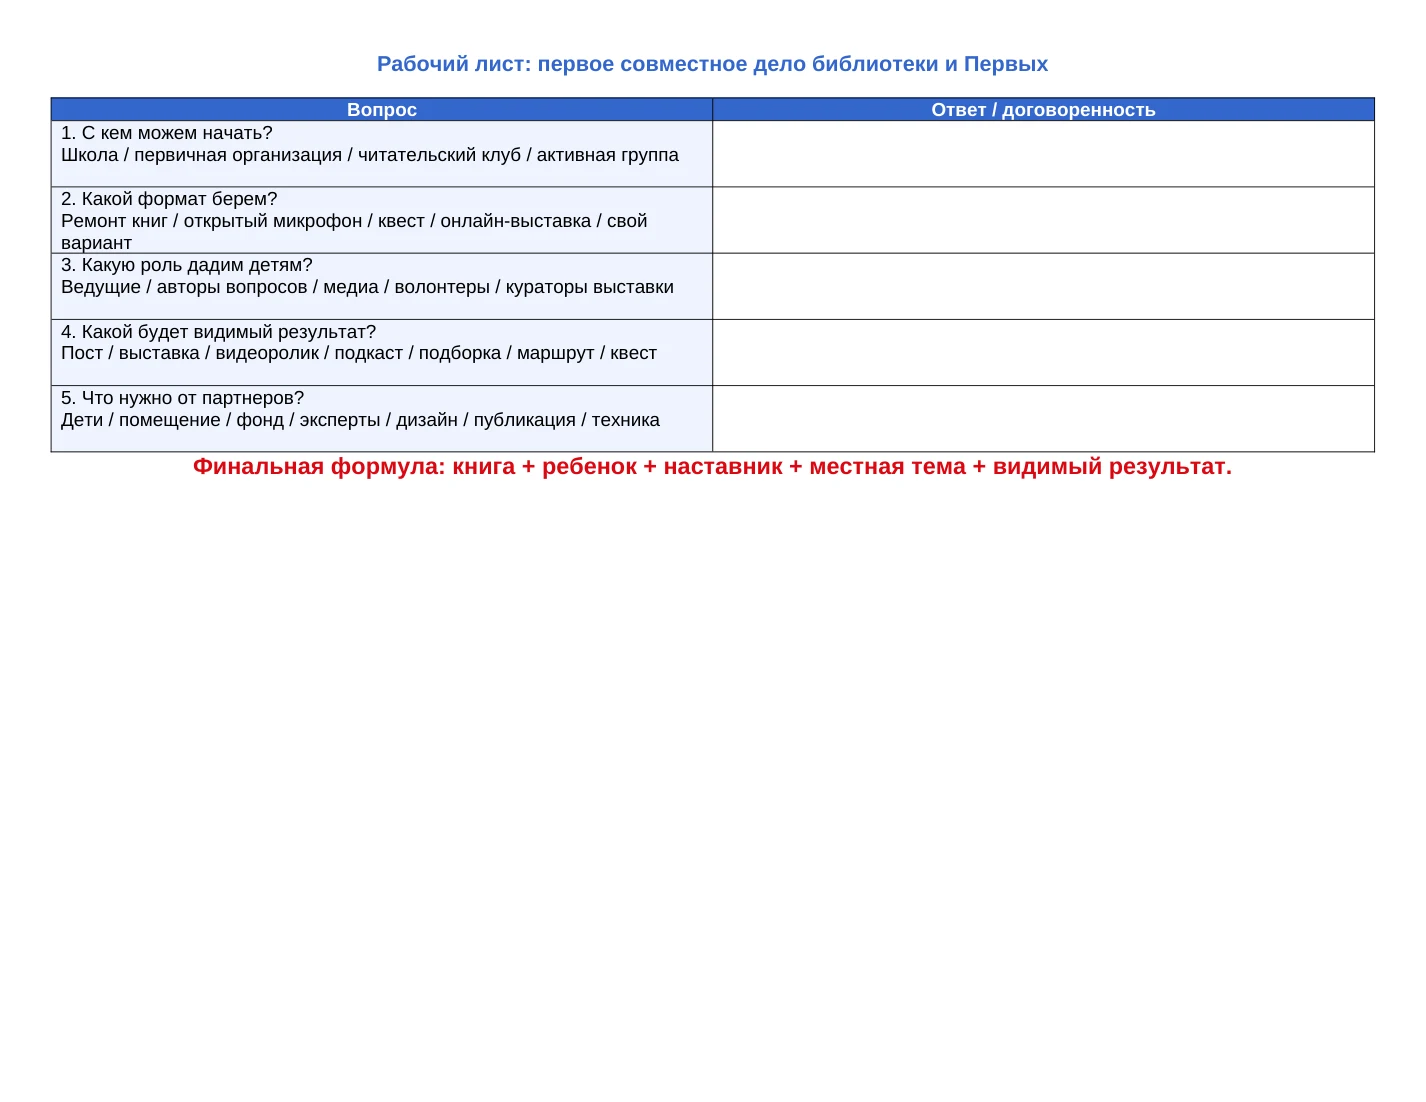 Рабочий лист: первое совместное дело библиотеки и Первых
Вопрос
Ответ / договоренность
1. С кем можем начать?
Школа / первичная организация / читательский клуб / активная группа
2. Какой формат берем?
Ремонт книг / открытый микрофон / квест / онлайн-выставка / свой
вариант
3. Какую роль дадим детям?
Ведущие / авторы вопросов / медиа / волонтеры / кураторы выставки
4. Какой будет видимый результат?
Пост / выставка / видеоролик / подкаст / подборка / маршрут / квест
5. Что нужно от партнеров?
Дети / помещение / фонд / эксперты / дизайн / публикация / техника
Финальная формула: книга + ребенок + наставник + местная тема + видимый результат.